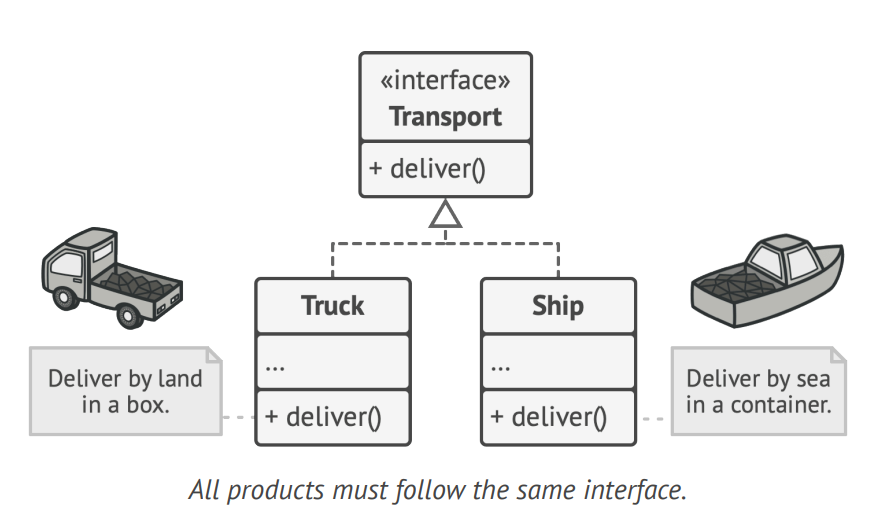 «interface»
Transport
+ deliver()
Truck
...
+ deliver()
Ship
...
+ deliver()
Deliver by land
in a box.
Deliver by sea
in a container.
All products must follow the same interface.